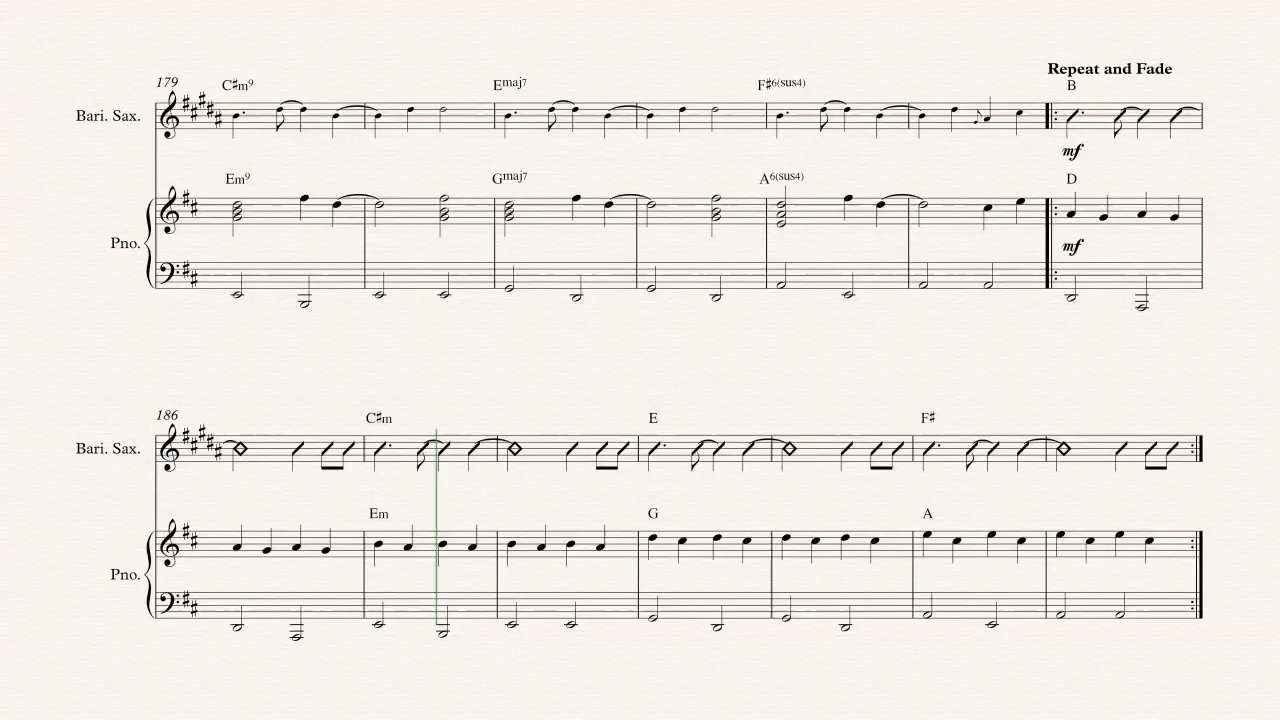 Repeat and Fade
179 C♯m9 Emaj7 F♯6(sus4) B
Bari. Sax.
mf
Em9 Gmaj7 A6(sus4) D
Pno.
mf
186 C♯m E F♯
Bari. Sax.
Em G A
Pno.